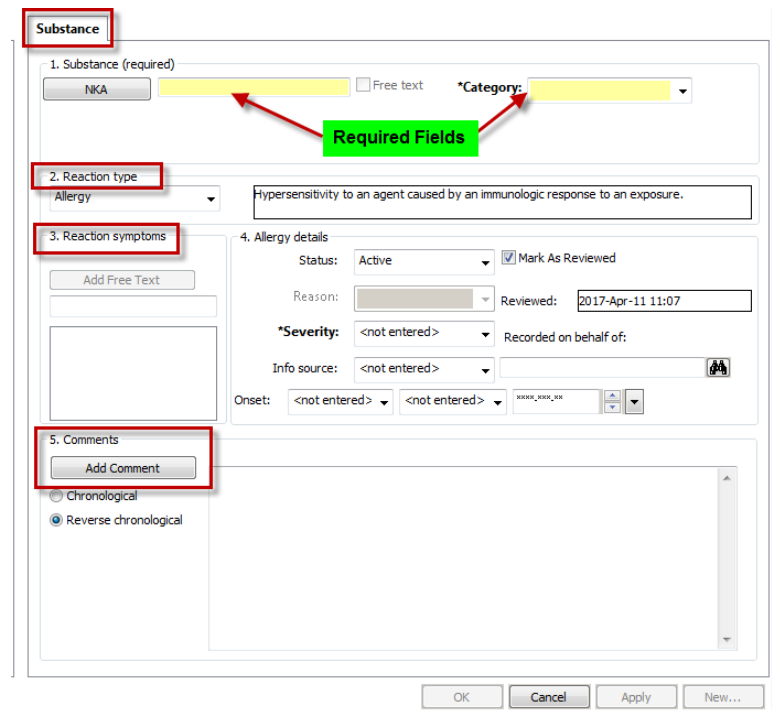 Substance
1. Substance (required)
NKA
Free text
*Category:
Required Fields
2. Reaction type
Allergy
Hypersensitivity to an agent caused by an immunologic response to an exposure.
3. Reaction symptoms
Add Free Text
4. Allergy details
Status: Active
Mark As Reviewed
Reason:
Reviewed: 2017-Apr-11 11:07
*Severity: <not entered>
Recorded on behalf of:
Info source: <not entered>
Onset: <not entered> <not entered> xxxx-xxx-xx
5. Comments
Add Comment
Chronological
Reverse chronological
OK Cancel Apply New...